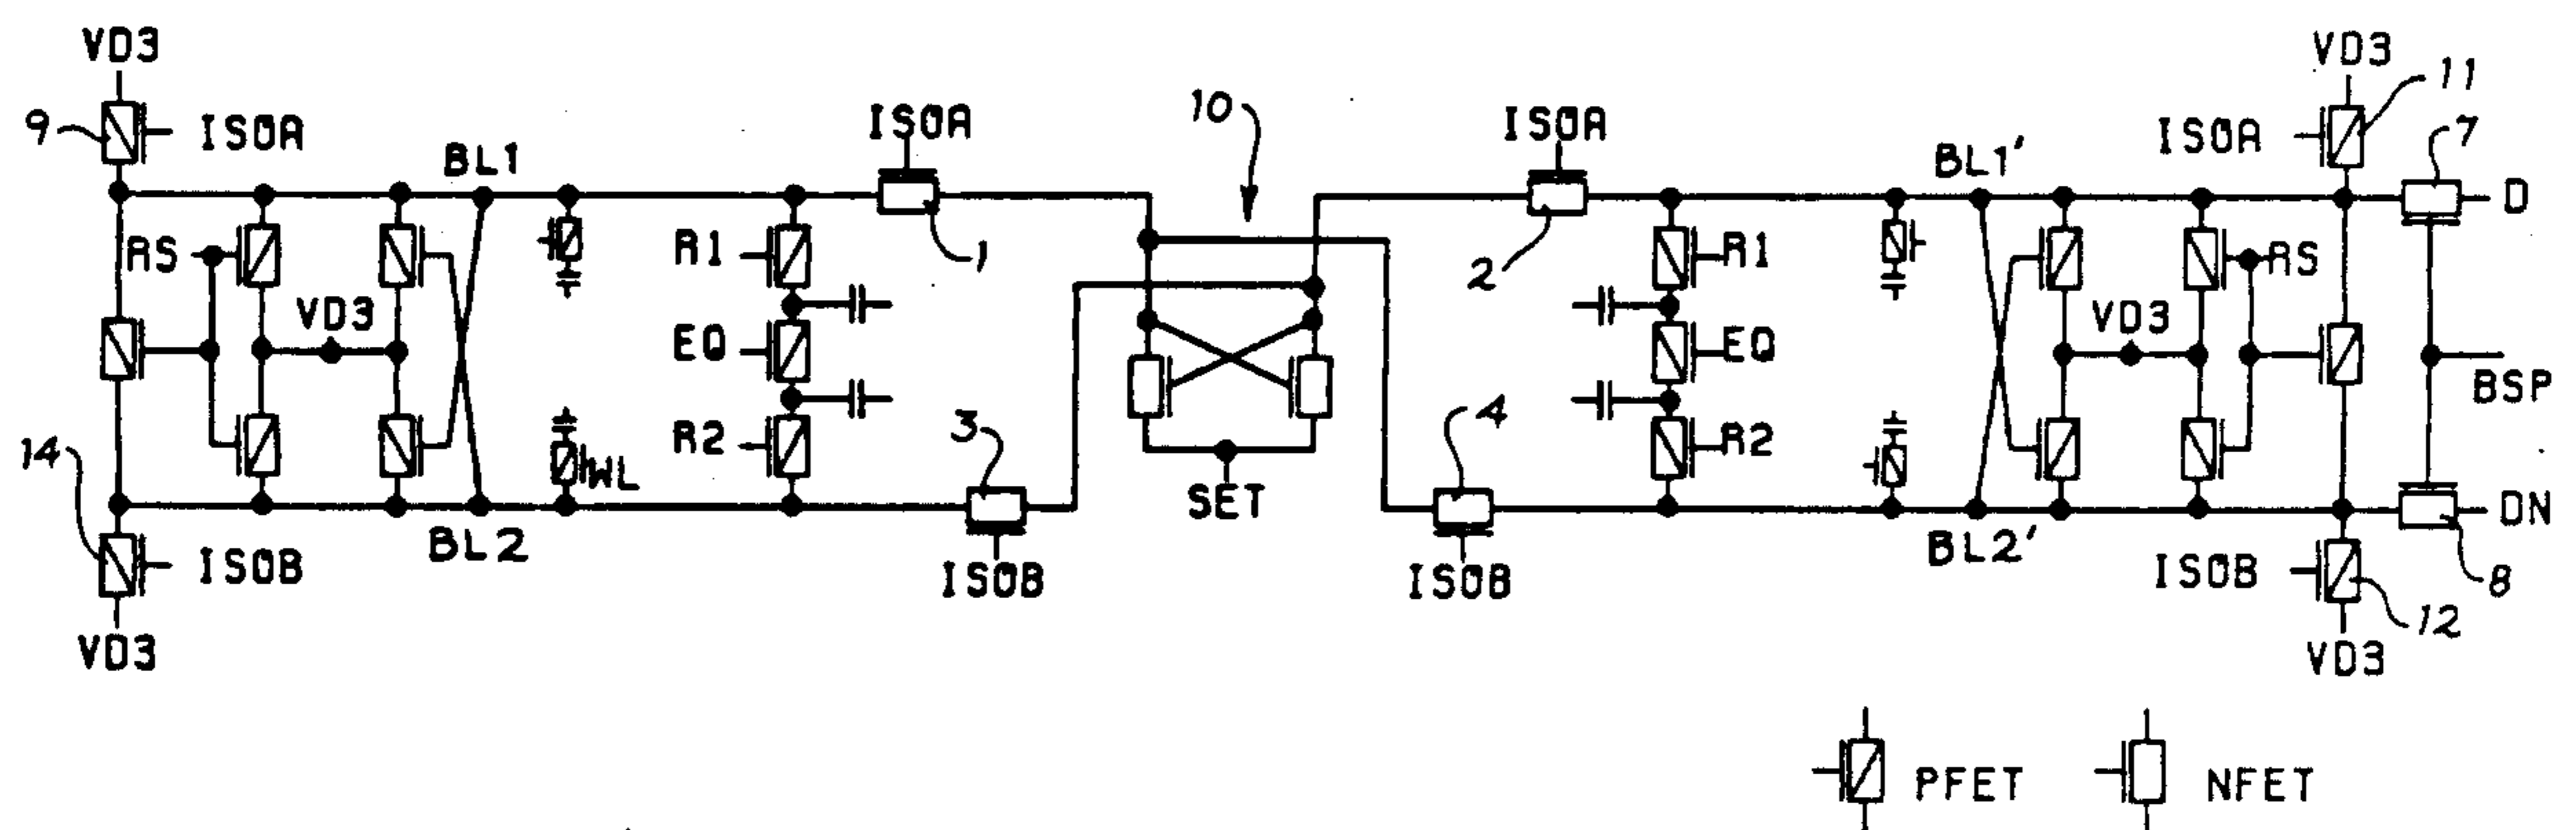 VD3
VD3
11
9
ISOA
ISOA
10
ISOA
ISOA
7
BL1
BL1'
D
1
2
RS
R1
R1
RS
VD3
VD3
EQ
EQ
BSP
14
WL
R2
3
4
R2
SET
DN
BL2
BL2'
ISOB
ISOB
ISOB
ISOB
8
12
VD3
VD3
PFET
NFET